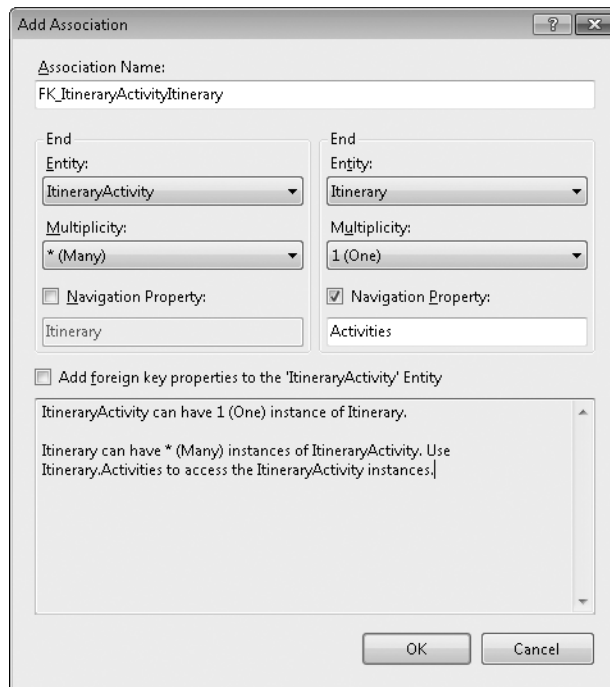 Add Association
?
Association Name:
FK_ItineraryActivityItinerary
End
Entity:
ItineraryActivity
Multiplicity:
* (Many)
Navigation Property:
Itinerary
End
Entity:
Itinerary
Multiplicity:
1 (One)
Navigation Property:
Activities
Add foreign key properties to the 'ItineraryActivity' Entity
ItineraryActivity can have 1 (One) instance of Itinerary.
Itinerary can have * (Many) instances of ItineraryActivity. Use
Itinerary.Activities to access the ItineraryActivity instances.
OK
Cancel